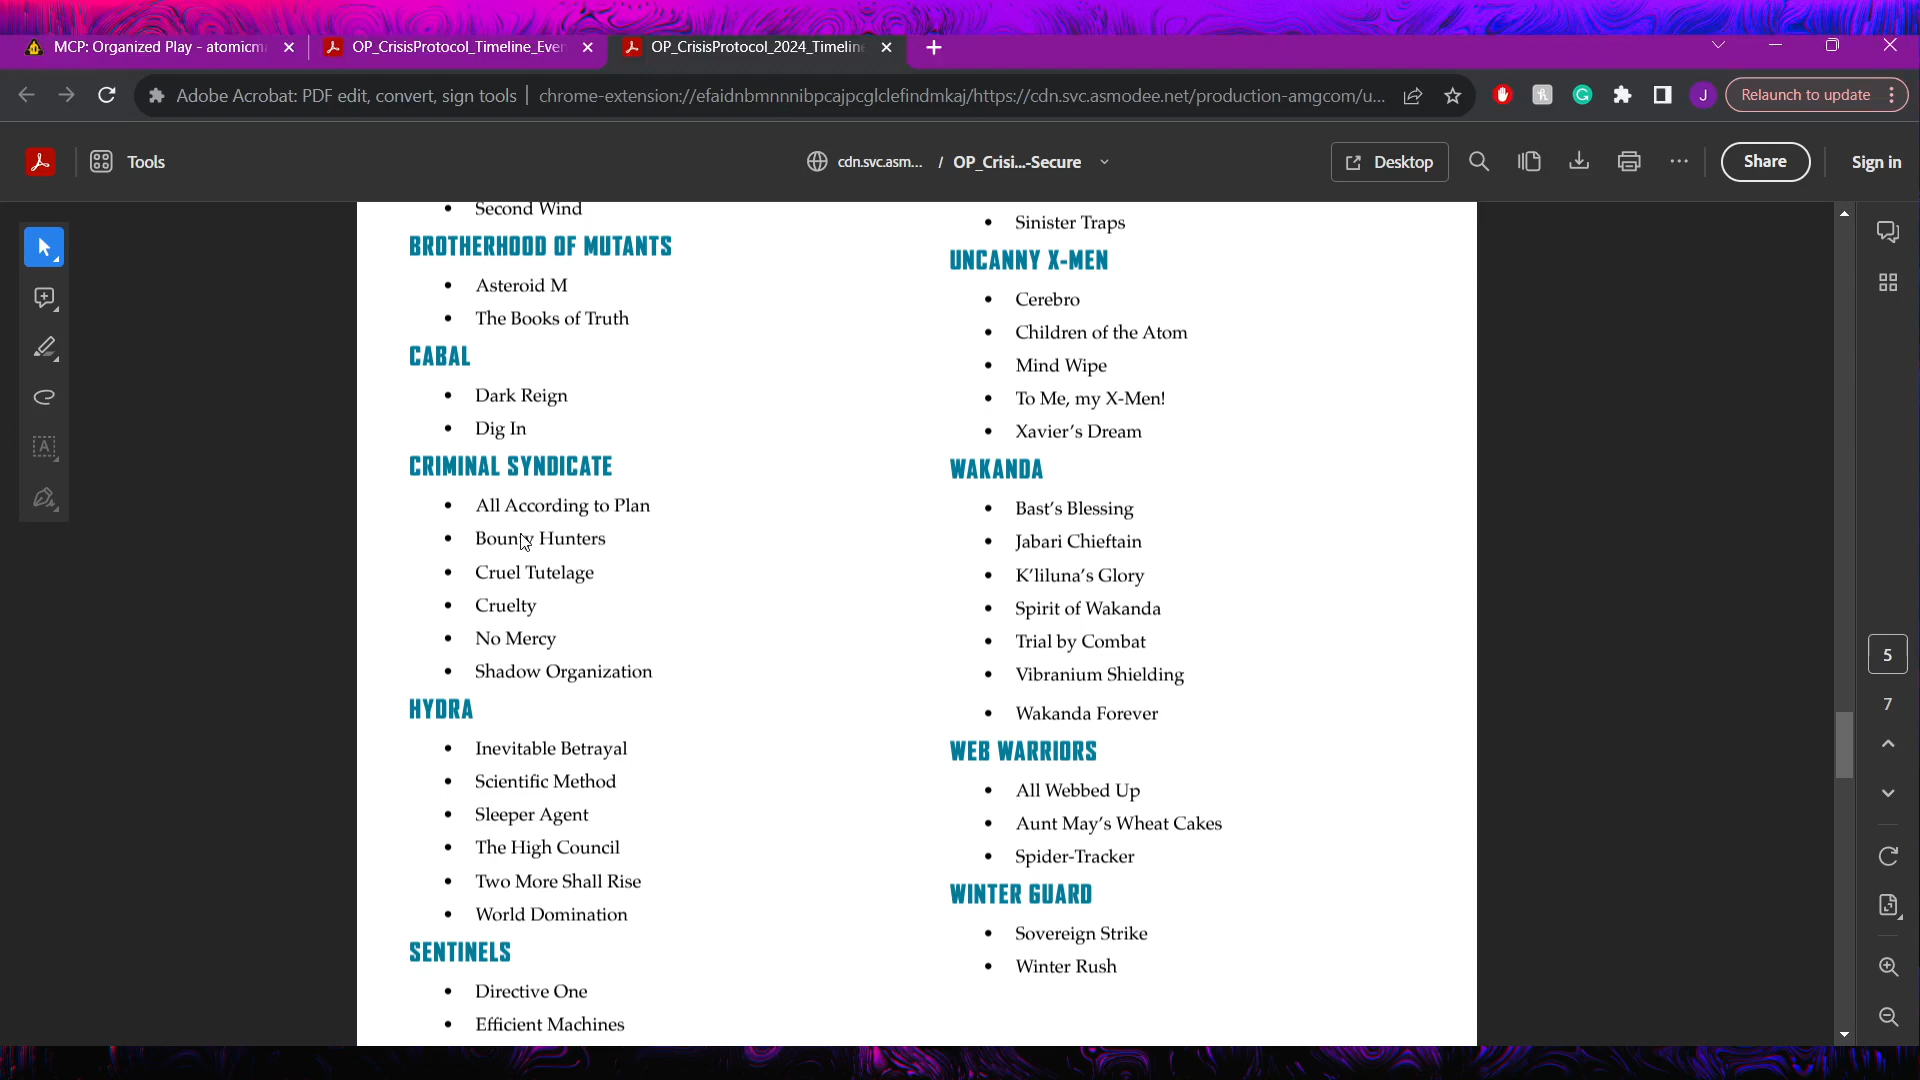 MCP: Organized Play - atomicm
OP_CrisisProtocol_Timeline_Even
OP_CrisisProtocol_2024_Timelin
Adobe Acrobat: PDF edit, convert, sign tools | chrome-extension://efaidnbmnnnibpcajpcglclefindmkaj/https://cdn.svc.asmodee.net/production-amgcom/u...
J
Relaunch to update
Tools
cdn.svc.asm... / OP_Crisi...-Secure
Desktop
Share
Sign in
• Second Wind
BROTHERHOOD OF MUTANTS
• Asteroid M
• The Books of Truth
CABAL
• Dark Reign
• Dig In
CRIMINAL SYNDICATE
• All According to Plan
• Bounty Hunters
• Cruel Tutelage
• Cruelty
• No Mercy
• Shadow Organization
HYDRA
• Inevitable Betrayal
• Scientific Method
• Sleeper Agent
• The High Council
• Two More Shall Rise
• World Domination
SENTINELS
• Directive One
• Efficient Machines
• Sinister Traps
UNCANNY X-MEN
• Cerebro
• Children of the Atom
• Mind Wipe
• To Me, my X-Men!
• Xavier's Dream
WAKANDA
• Bast's Blessing
• Jabari Chieftain
• K'liluna's Glory
• Spirit of Wakanda
• Trial by Combat
• Vibranium Shielding
• Wakanda Forever
WEB WARRIORS
• All Webbed Up
• Aunt May's Wheat Cakes
• Spider-Tracker
WINTER GUARD
• Sovereign Strike
• Winter Rush
5
7